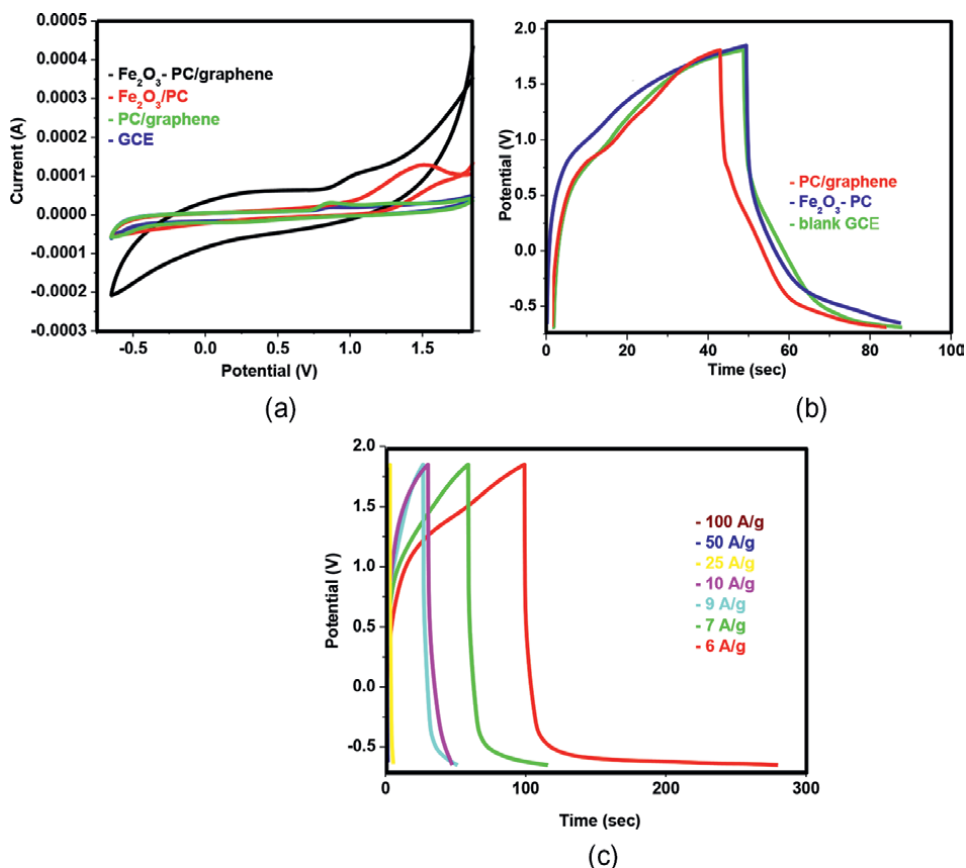 0.0005
0.0004
0.0003
0.0002
0.0001
0.0000
-0.0001
-0.0002
-0.0003
Current (A)
- Fe₂O₃- PC/graphene
- Fe₂O₃/PC
- PC/graphene
- GCE
-0.5 0.0 0.5 1.0 1.5
Potential (V)
(a)
2.0
1.5
1.0
0.5
0.0
-0.5
Potential (V)
- PC/graphene
- Fe₂O₃- PC
- blank GCE
0 20 40 60 80 100
Time (sec)
(b)
2.0
1.5
1.0
0.5
0.0
-0.5
Potential (V)
- 100 A/g
- 50 A/g
- 25 A/g
- 10 A/g
- 9 A/g
- 7 A/g
- 6 A/g
0 100 200 300
Time (sec)
(c)